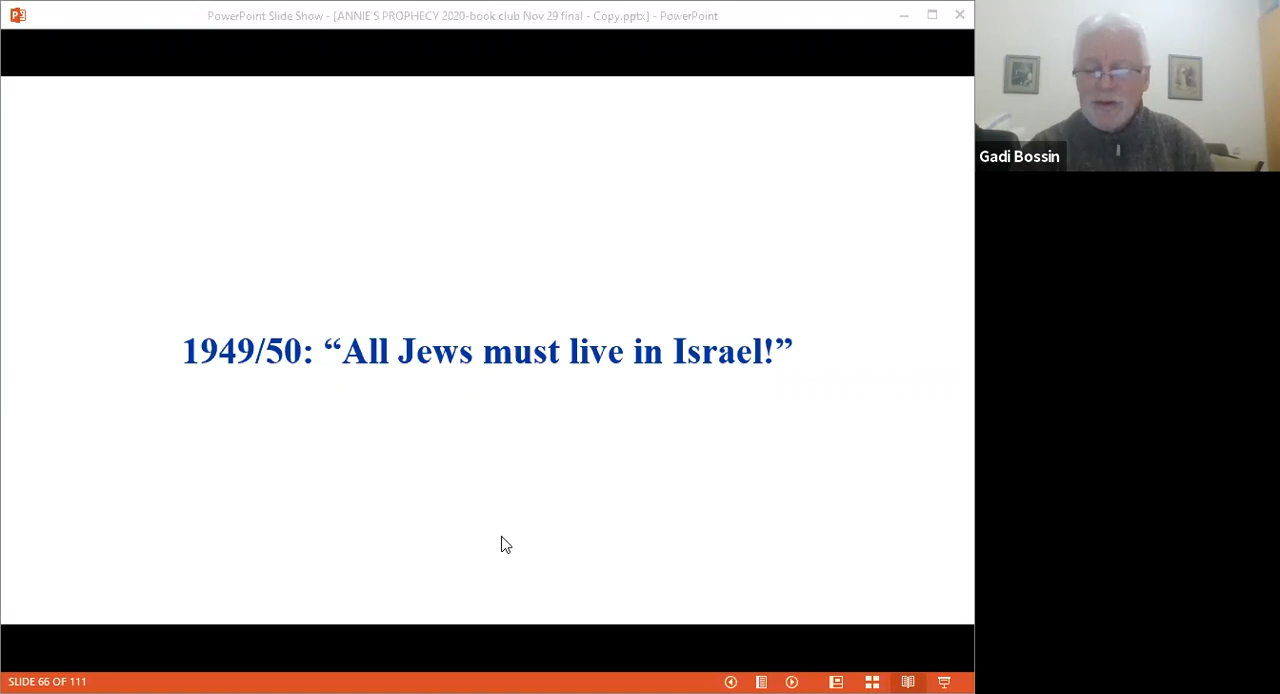 PowerPoint Slide Show - [ANNIE'S PROPHECY 2020-book club Nov 29 final - Copy.pptx] - PowerPoint
Gadi Bossin
1949/50: “All Jews must live in Israel!”
SLIDE 66 OF 111